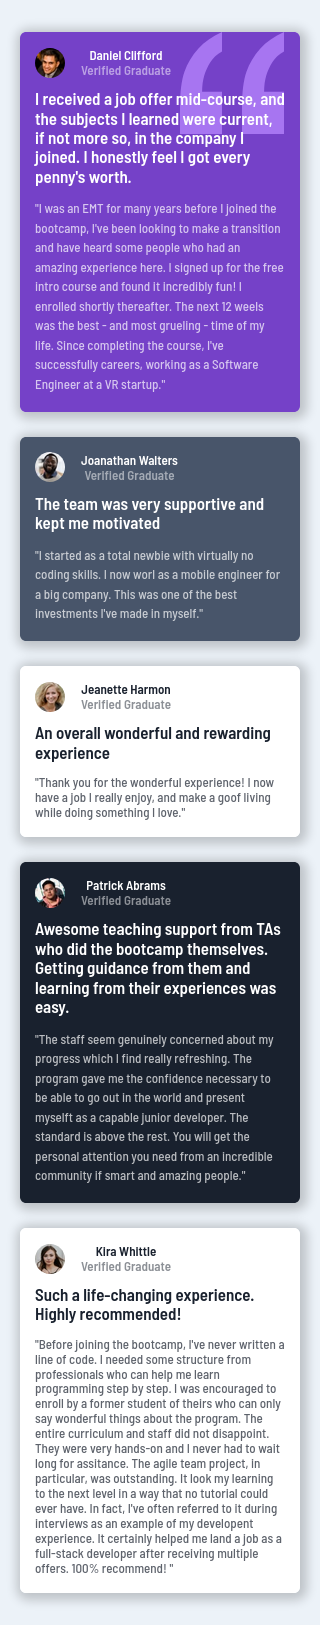 Daniel Clifford
Verified Graduate
I received a job offer mid-course, and
the subjects I learned were current,
if not more so, in the company I
joined. I honestly feel I got every
penny's worth.
"I was an EMT for many years before I joined the
bootcamp, I've been looking to make a transition
and have heard some people who had an
amazing experience here. I signed up for the free
intro course and found it incredibly fun! I
enrolled shortly thereafter. The next 12 weels
was the best - and most grueling - time of my
life. Since completing the course, I've
successfully careers, working as a Software
Engineer at a VR startup."
Joanathan Walters
Verified Graduate
The team was very supportive and
kept me motivated
"I started as a total newbie with virtually no
coding skills. I now worl as a mobile engineer for
a big company. This was one of the best
investments I've made in myself."
Jeanette Harmon
Verified Graduate
An overall wonderful and rewarding
experience
"Thank you for the wonderful experience! I now
have a job I really enjoy, and make a goof living
while doing something I love."
Patrick Abrams
Verified Graduate
Awesome teaching support from TAs
who did the bootcamp themselves.
Getting guidance from them and
learning from their experiences was
easy.
"The staff seem genuinely concerned about my
progress which I find really refreshing. The
program gave me the confidence necessary to
be able to go out in the world and present
myselft as a capable junior developer. The
standard is above the rest. You will get the
personal attention you need from an incredible
community if smart and amazing people."
Kira Whittle
Verified Graduate
Such a life-changing experience.
Highly recommended!
"Before joining the bootcamp, I've never written a
line of code. I needed some structure from
professionals who can help me learn
programming step by step. I was encouraged to
enroll by a former student of theirs who can only
say wonderful things about the program. The
entire curriculum and staff did not disappoint.
They were very hands-on and I never had to wait
long for assitance. The agile team project, in
particular, was outstanding. It look my learning
to the next level in a way that no tutorial could
ever have. In fact, I've often referred to it during
interviews as an example of my developent
experience. It certainly helped me land a job as a
full-stack developer after receiving multiple
offers. 100% recommend! "